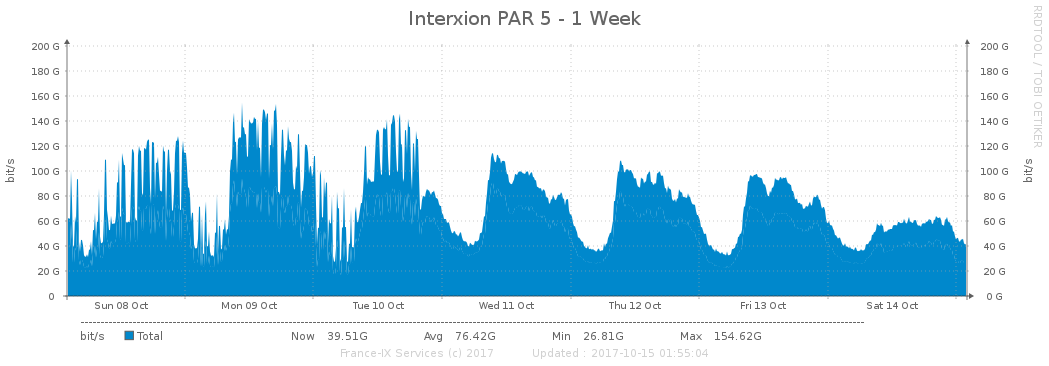 Interxion PAR 5 - 1 Week
RRDTOOL / TOBI OETIKER
200 G 200 G
180 G 180 G
160 G 160 G
140 G 140 G
120 G 120 G
100 G 100 G
80 G 80 G
60 G 60 G
40 G 40 G
20 G 20 G
0 0 G
bit/s
bit/s
Sun 08 Oct Mon 09 Oct Tue 10 Oct Wed 11 Oct Thu 12 Oct Fri 13 Oct Sat 14 Oct
bit/s Total Now 39.51G Avg 76.42G Min 26.81G Max 154.62G
France-IX Services (c) 2017 Updated : 2017-10-15 01:55:04